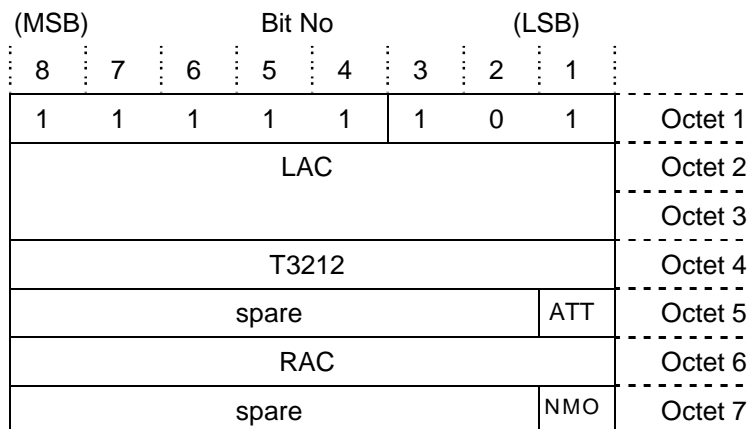 (MSB) Bit No (LSB)
8 7 6 5 4 3 2 1
1 1 1 1 1 1 0 1 Octet 1
LAC Octet 2
Octet 3
T3212 Octet 4
spare ATT Octet 5
RAC Octet 6
spare NMO Octet 7